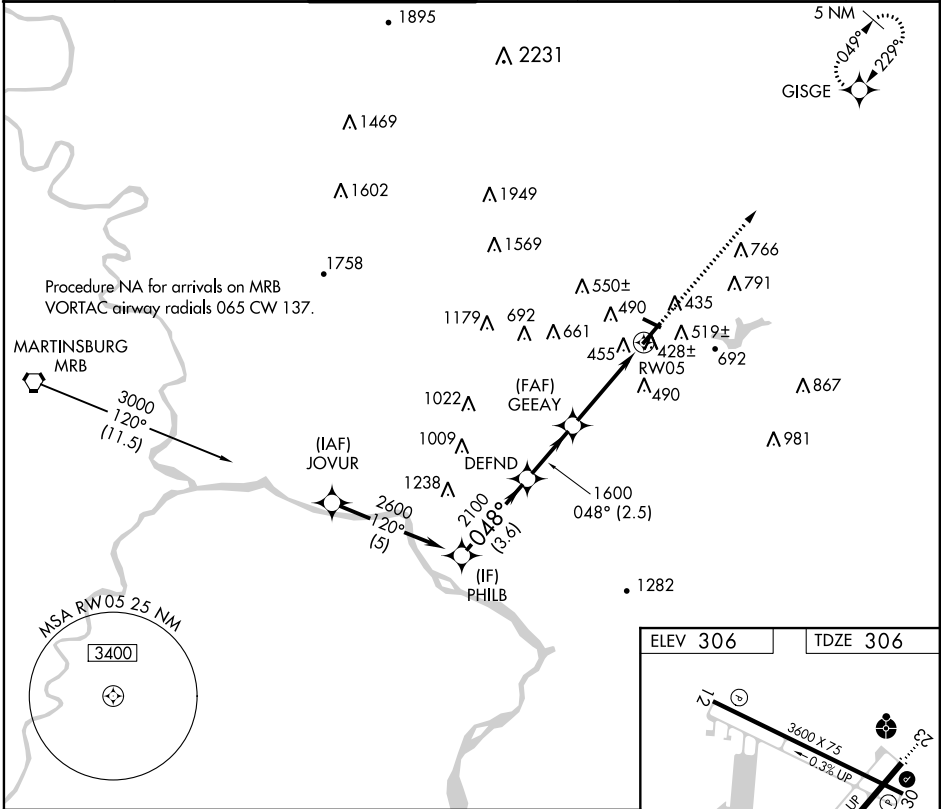 1895
2231
5 NM
049°
229°
GISGE
1469
1602
1949
1569
1758
Procedure NA for arrivals on MRB
VORTAC airway radials 065 CW 137.
766
791
550±
490
435
1179
692
661
519±
455
428±
692
RW05
MARTINSBURG
MRB
3000
120°
(11.5)
(FAF)
GEEAY
490
867
1022
1009
981
(IAF)
JOVUR
DEFND
1238
1600
048° (2.5)
2600
120°
(5)
2100
048°
(3.6)
(IF)
PHILB
1282
MSA RW05 25 NM
3400
ELEV 306
TDZE 306
12
P
3600 X 75
0.3% UP
23
P
UP
P
30